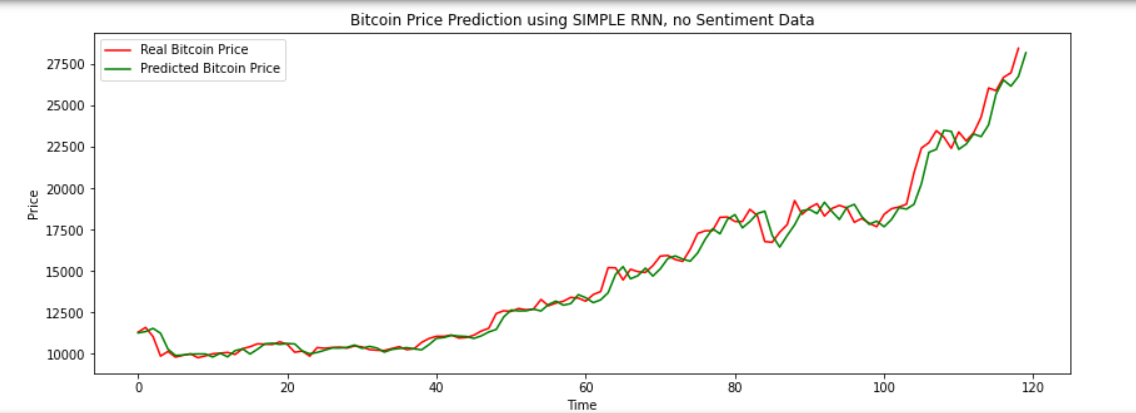 Bitcoin Price Prediction using SIMPLE RNN, no Sentiment Data
Real Bitcoin Price
Predicted Bitcoin Price
27500
25000
22500
20000
17500
15000
12500
10000
Price
0 20 40 60 80 100 120
Time